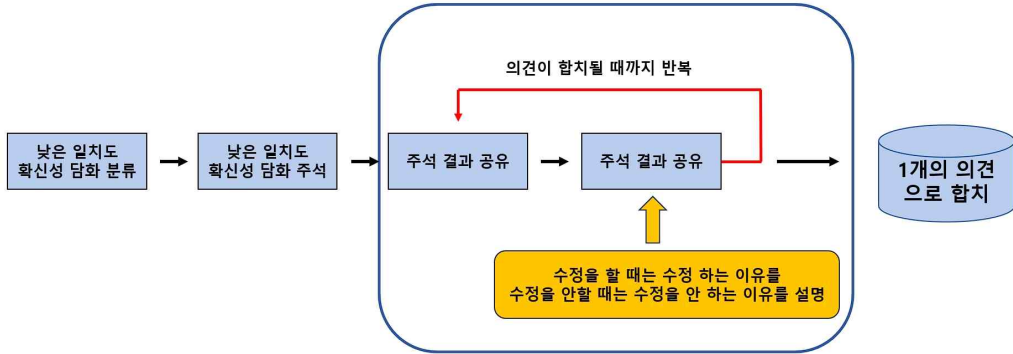 의견이 합치될 때까지 반복
낮은 일치도
확신성 담화 분류
낮은 일치도
확신성 담화 주석
주석 결과 공유
주석 결과 공유
1개의 의견
으로 합치
수정을 할 때는 수정 하는 이유를
수정을 안할 때는 수정을 안 하는 이유를 설명